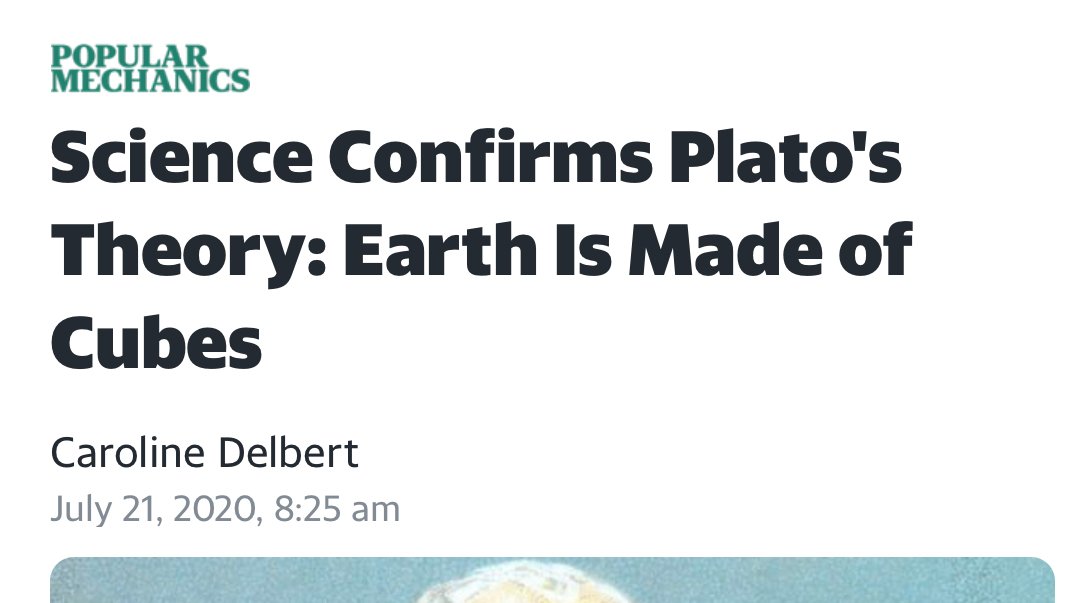 POPULAR
MECHANICS
Science Confirms Plato's
Theory: Earth Is Made of
Cubes
Caroline Delbert
July 21, 2020, 8:25 am